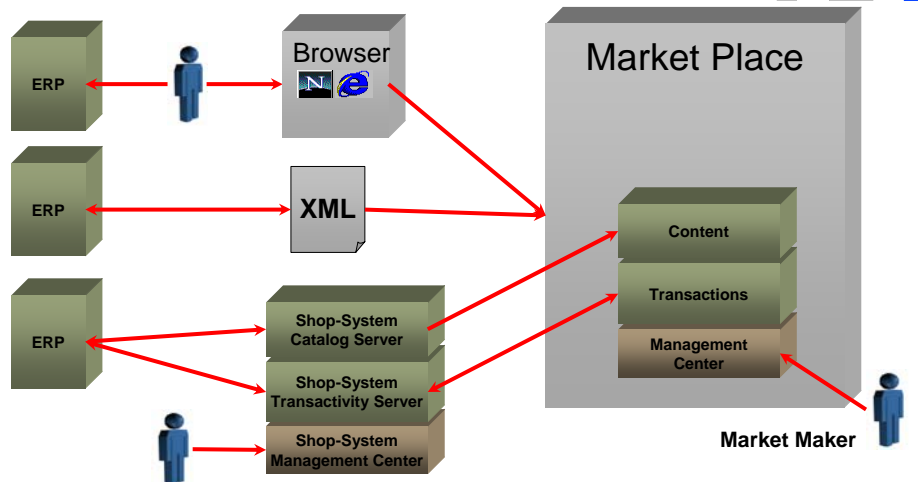 Browser
N
Market Place
ERP
ERP
XML
Content
Transactions
Management
Center
ERP
Shop-System
Catalog Server
Shop-System
Transactivity Server
Shop-System
Management Center
Market Maker